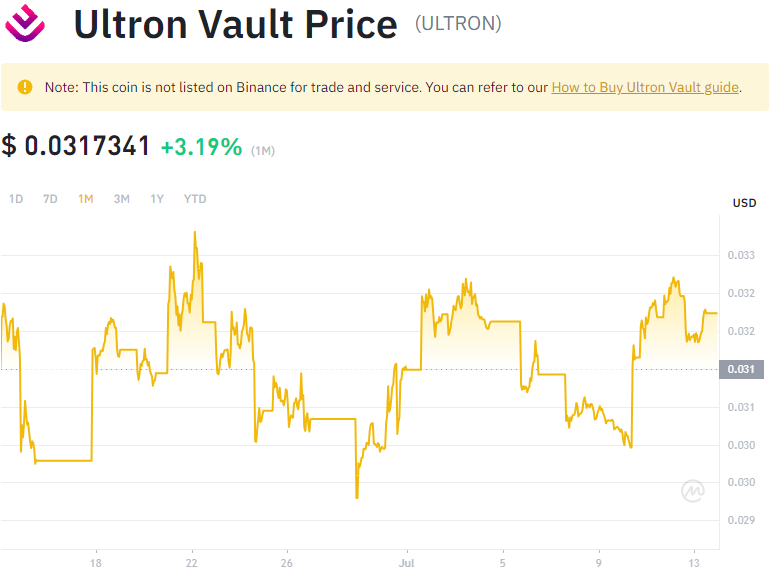 Ultron Vault Price (ULTRON)
Note: This coin is not listed on Binance for trade and service. You can refer to our How to Buy Ultron Vault guide.
$ 0.0317341 +3.19% (1M)
1D 7D 1M 3M 1Y YTD
USD
0.033
0.032
0.032
0.031
0.031
0.030
0.030
0.029
18 22 26 Jul 5 9 13